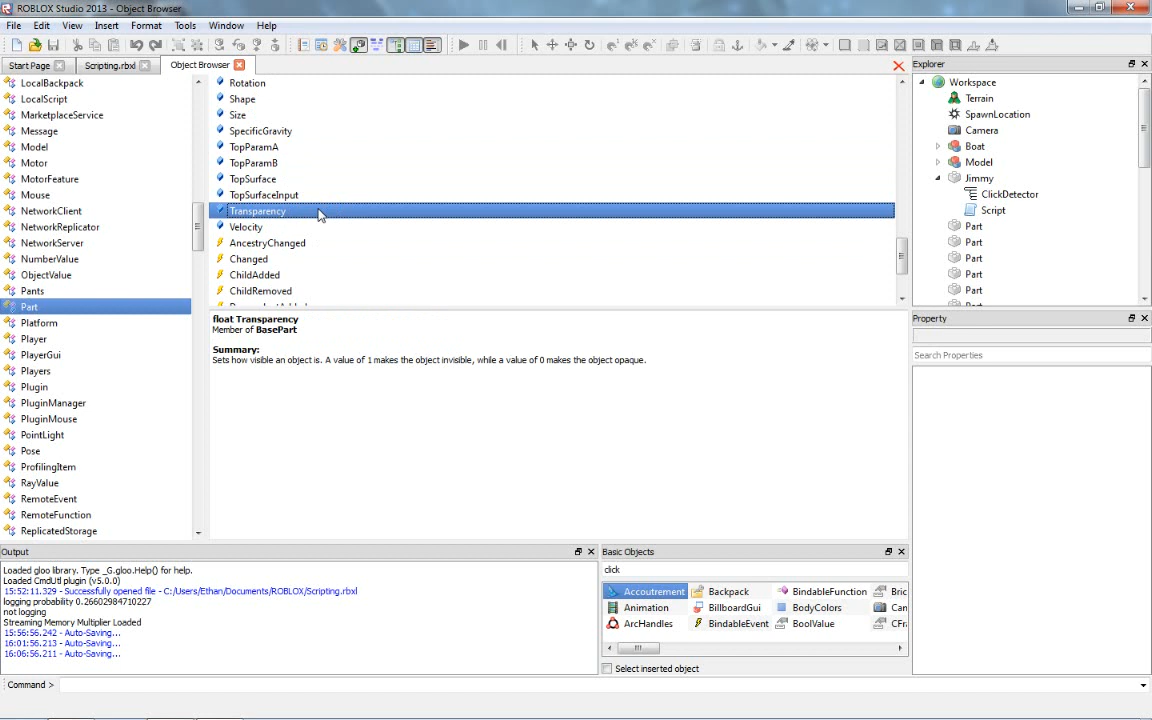 ROBLOX Studio 2013 - Object Browser
File Edit View Insert Format Tools Window Help
Start Page Scripting.rbxl Object Browser
LocalBackpack
LocalScript
MarketplaceService
Message
Model
Motor
MotorFeature
Mouse
NetworkClient
NetworkReplicator
NetworkServer
NumberValue
ObjectValue
Pants
Part
Platform
Player
PlayerGui
Players
Plugin
PluginManager
PluginMouse
PointLight
Pose
ProfilingItem
RayValue
RemoteEvent
RemoteFunction
ReplicatedStorage
Rotation
Shape
Size
SpecificGravity
TopParamA
TopParamB
TopSurface
TopSurfaceInput
Transparency
Velocity
AncestryChanged
Changed
ChildAdded
ChildRemoved
float Transparency
Member of BasePart
Summary:
Sets how visible an object is. A value of 1 makes the object invisible, while a value of 0 makes the object opaque.
Explorer
Workspace
Terrain
SpawnLocation
Camera
Boat
Model
Jimmy
ClickDetector
Script
Part
Part
Part
Part
Part
Property
Search Properties
Output
Loaded gloo library. Type _G.gloo.Help() for help.
Loaded CmdUtl plugin (v5.0.0)
15:52:11.329 - Successfully opened file - C:/Users/Ethan/Documents/ROBLOX/Scripting.rbxl
logging probability 0.26602984710227
not logging
Streaming Memory Multiplier Loaded
15:56:56.242 - Auto-Saving...
16:01:56.213 - Auto-Saving...
16:06:56.211 - Auto-Saving...
Basic Objects
click
Accoutrement Backpack BindableFunction Bric
Animation BillboardGui BodyColors Can
ArcHandles BindableEvent BoolValue CFr
Select inserted object
Command >